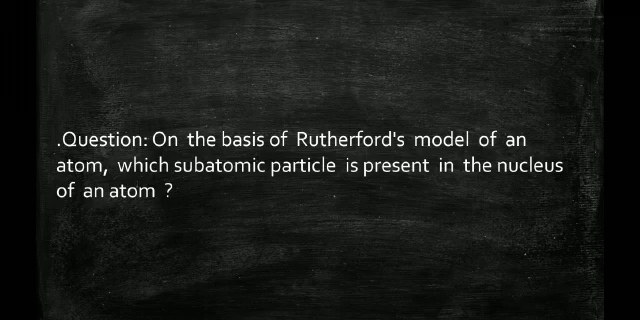 .Question: On the basis of Rutherford's model of an
atom, which subatomic particle is present in the nucleus
of an atom ?